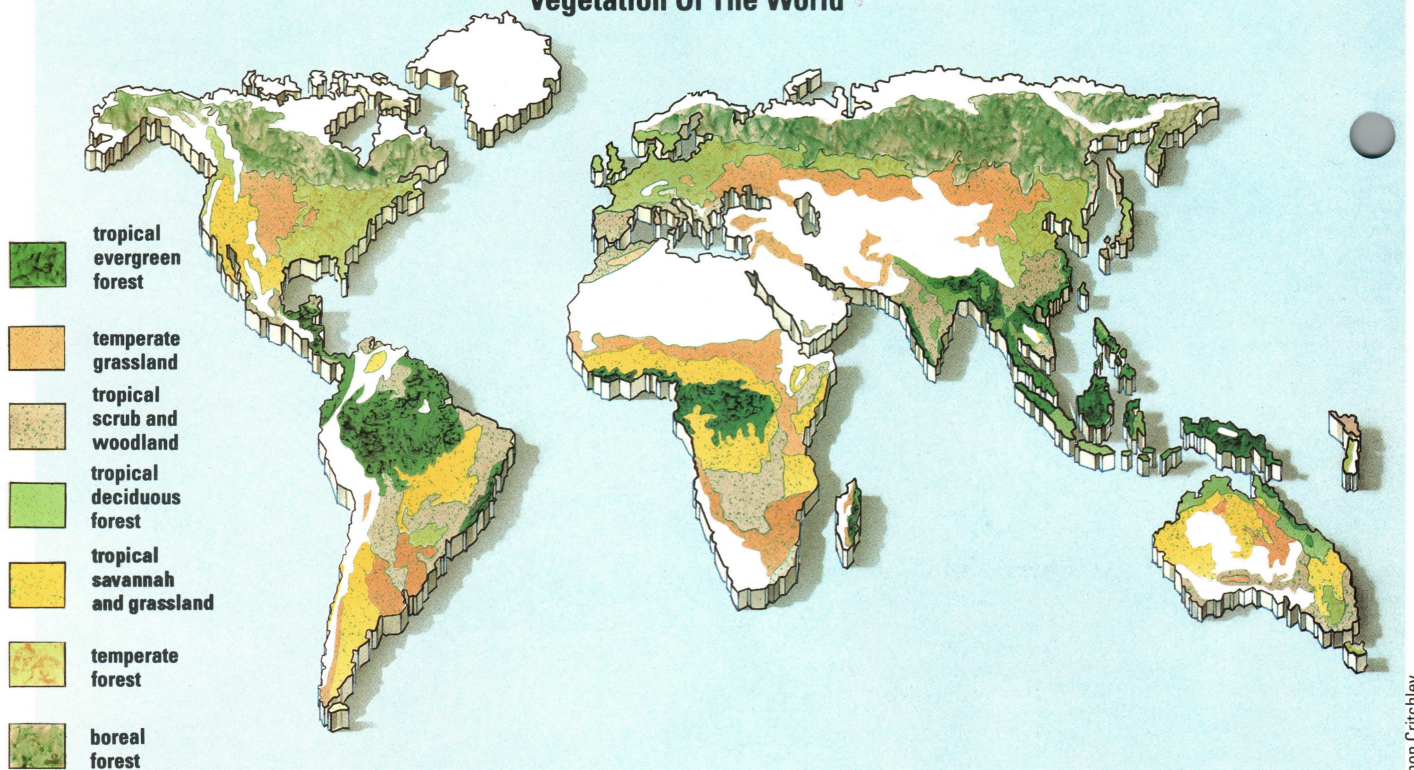 Vegetation Of The World
tropical
evergreen
forest
temperate
grassland
tropical
scrub and
woodland
tropical
deciduous
forest
tropical
savannah
and grassland
temperate
forest
boreal
forest
Critchley